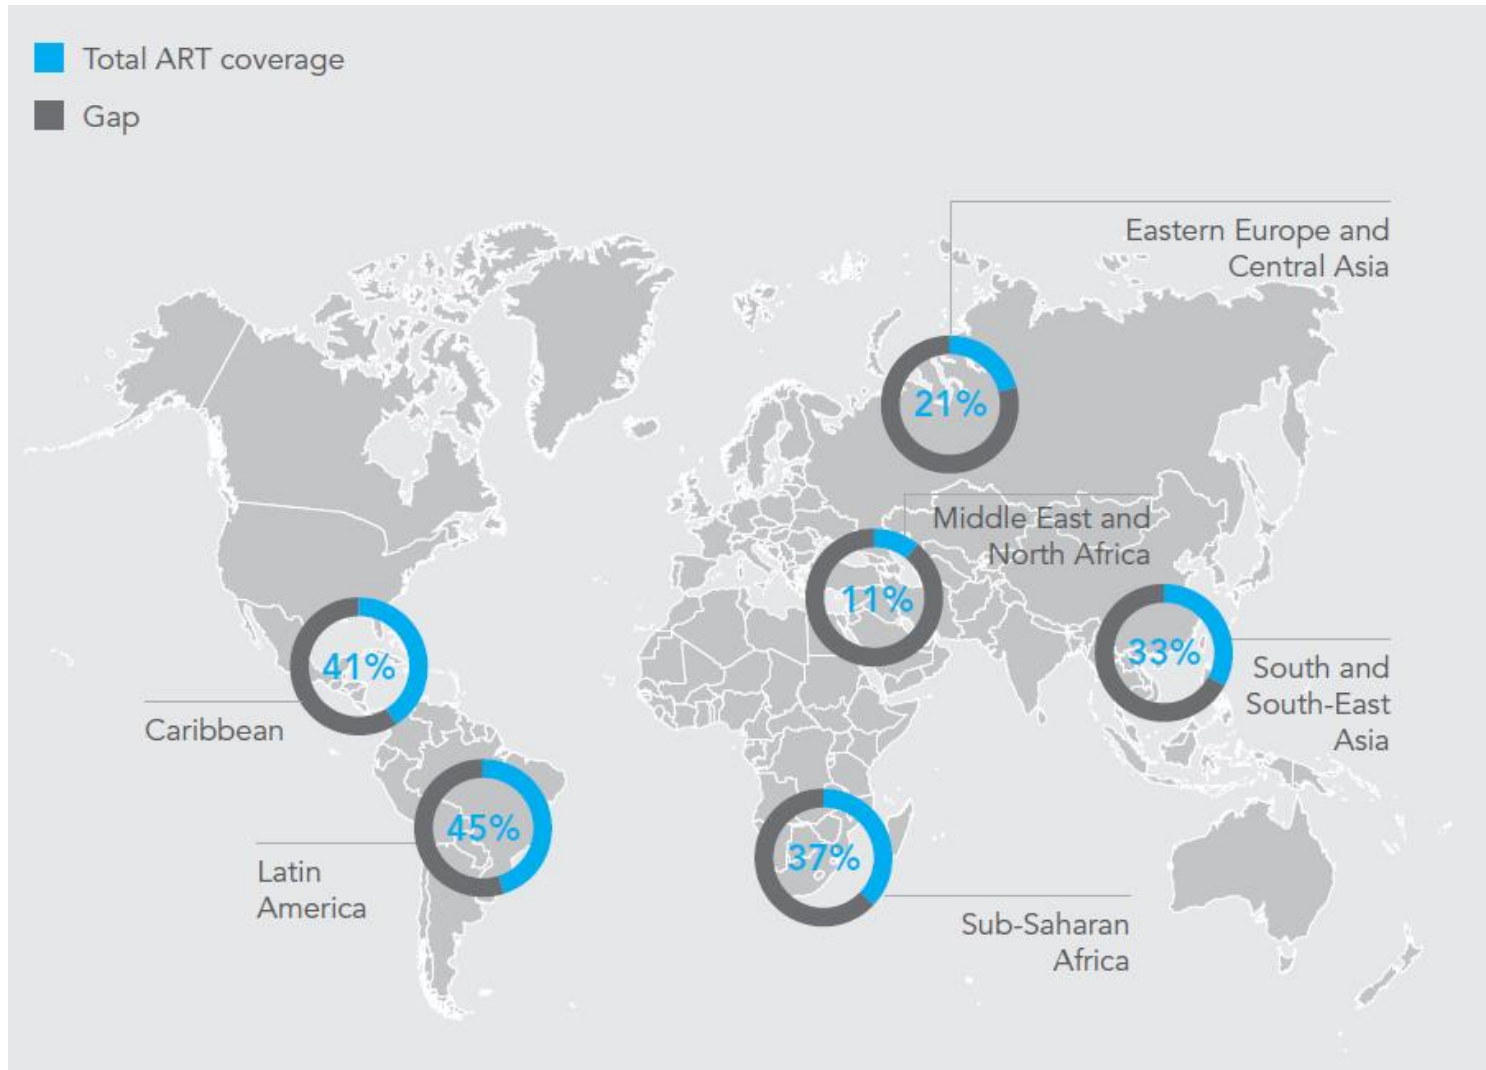 Total ART coverage
Gap
Eastern Europe and
Central Asia
21%
Middle East and
North Africa
11%
41%
Caribbean
33%
South and
South-East
Asia
45%
Latin
America
37%
Sub-Saharan
Africa